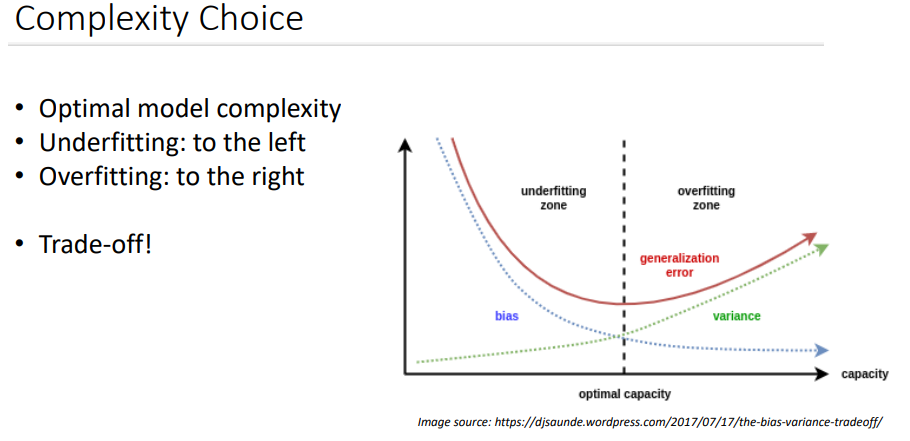 Complexity Choice
• Optimal model complexity
• Underfitting: to the left
• Overfitting: to the right
• Trade-off!
underfitting
zone
overfitting
zone
generalization
error
bias
variance
capacity
optimal capacity
Image source: https://djsaunde.wordpress.com/2017/07/17/the-bias-variance-tradeoff/